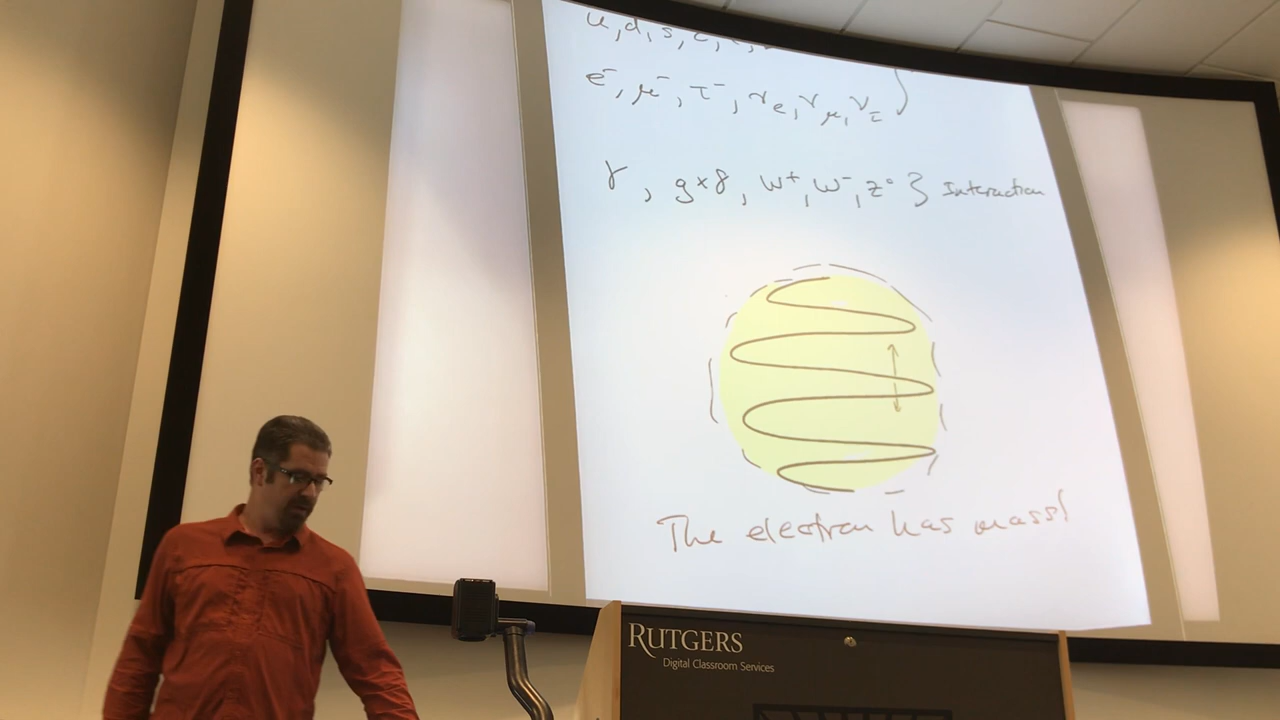 u, d, s, c,
e⁻, μ⁻, τ⁻, ν_e, ν_μ, ν_τ }
γ, g×8, W⁺, W⁻, Z⁰ } Interaction
The electron has mass!
RUTGERS
Digital Classroom Services